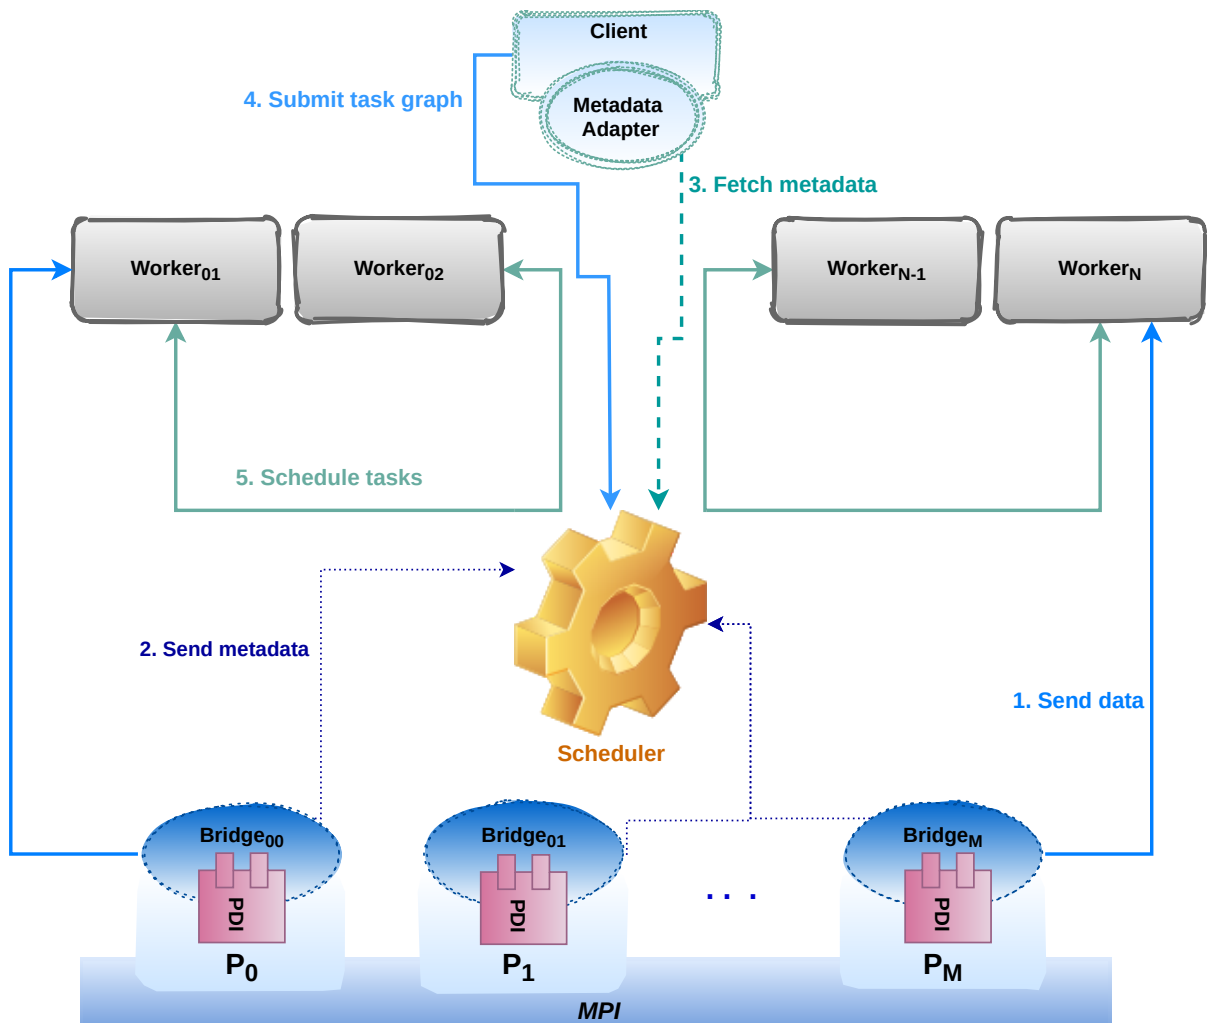 Client
4. Submit task graph
Metadata
Adapter
3. Fetch metadata
Worker01
Worker02
WorkerN-1
WorkerN
5. Schedule tasks
2. Send metadata
1. Send data
Scheduler
Bridge00
Bridge01
BridgeM
PDI
PDI
. . .
PDI
P0
P1
PM
MPI